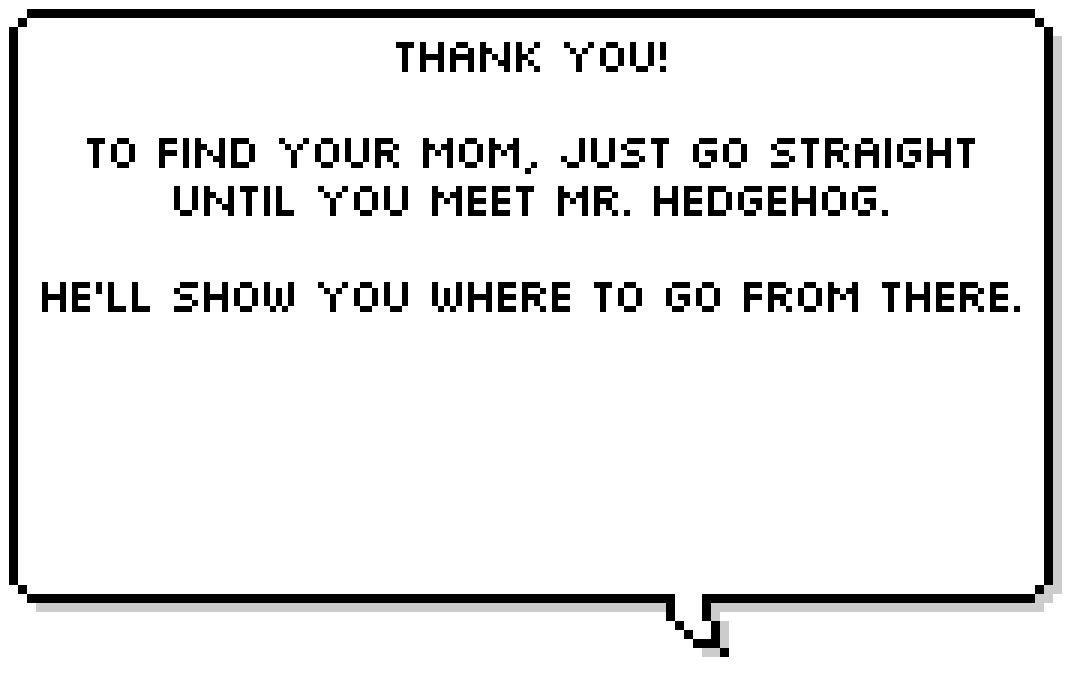 THANK YOU!
TO FIND YOUR MOM, JUST GO STRAIGHT
UNTIL YOU MEET MR. HEDGEHOG.
HE'LL SHOW YOU WHERE TO GO FROM THERE.